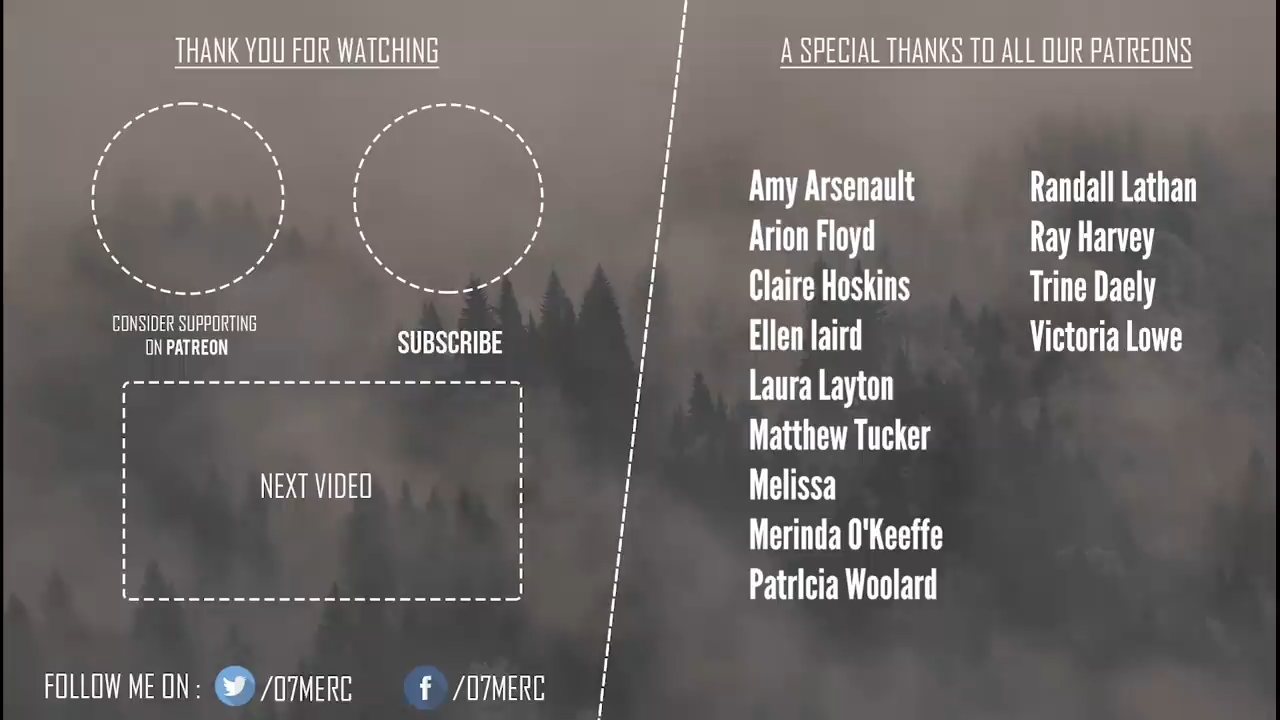 THANK YOU FOR WATCHING
CONSIDER SUPPORTING
ON PATREON
SUBSCRIBE
NEXT VIDEO
FOLLOW ME ON : /07MERC /07MERC
A SPECIAL THANKS TO ALL OUR PATREONS
Amy Arsenault
Arion Floyd
Claire Hoskins
Ellen laird
Laura Layton
Matthew Tucker
Melissa
Merinda O'Keeffe
PatrIcia Woolard
Randall Lathan
Ray Harvey
Trine Daely
Victoria Lowe